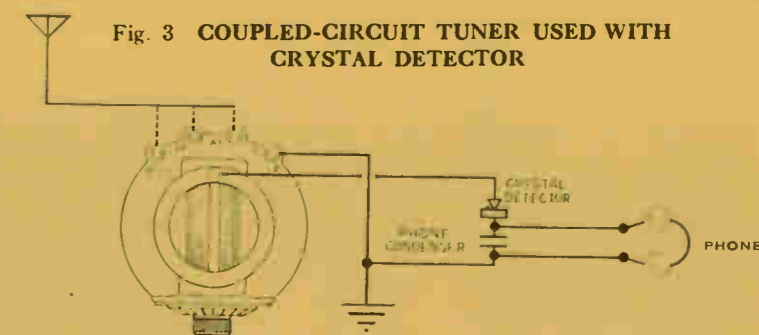 Fig. 3 COUPLED-CIRCUIT TUNER USED WITH
CRYSTAL DETECTOR
CRYSTAL
DETECTOR
PHONE
CONDENSER
PHONE